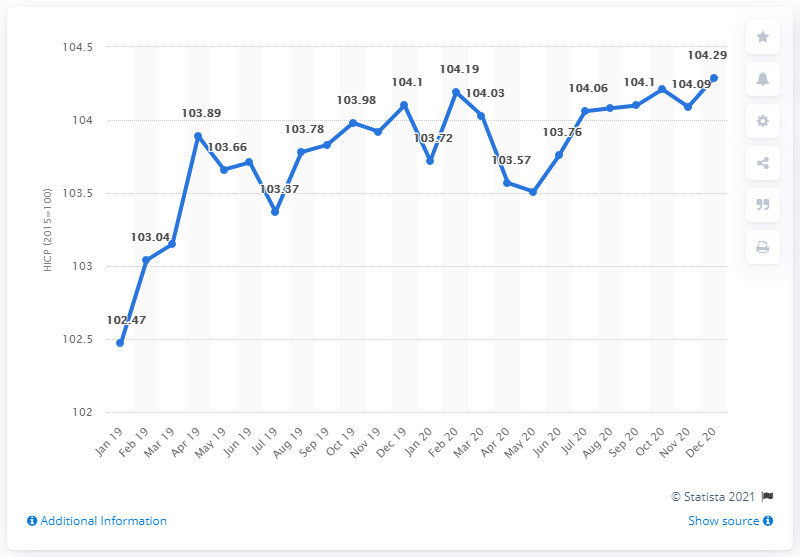 104.5
104
103.5
103
102.5
102
HICP (2015=100)
102.47
103.04
103.89
103.66
103.37
103.78
103.98
104.1
103.72
104.19
104.03
103.57
103.76
104.06
104.1
104.09
104.29
Jan 19
Feb 19
Mar 19
Apr 19
May 19
Jun 19
Jul 19
Aug 19
Sep 19
Oct 19
Nov 19
Dec 19
Jan 20
Feb 20
Mar 20
Apr 20
May 20
Jun 20
Jul 20
Aug 20
Sep 20
Oct 20
Nov 20
Dec 20
© Statista 2021
Additional Information
Show source